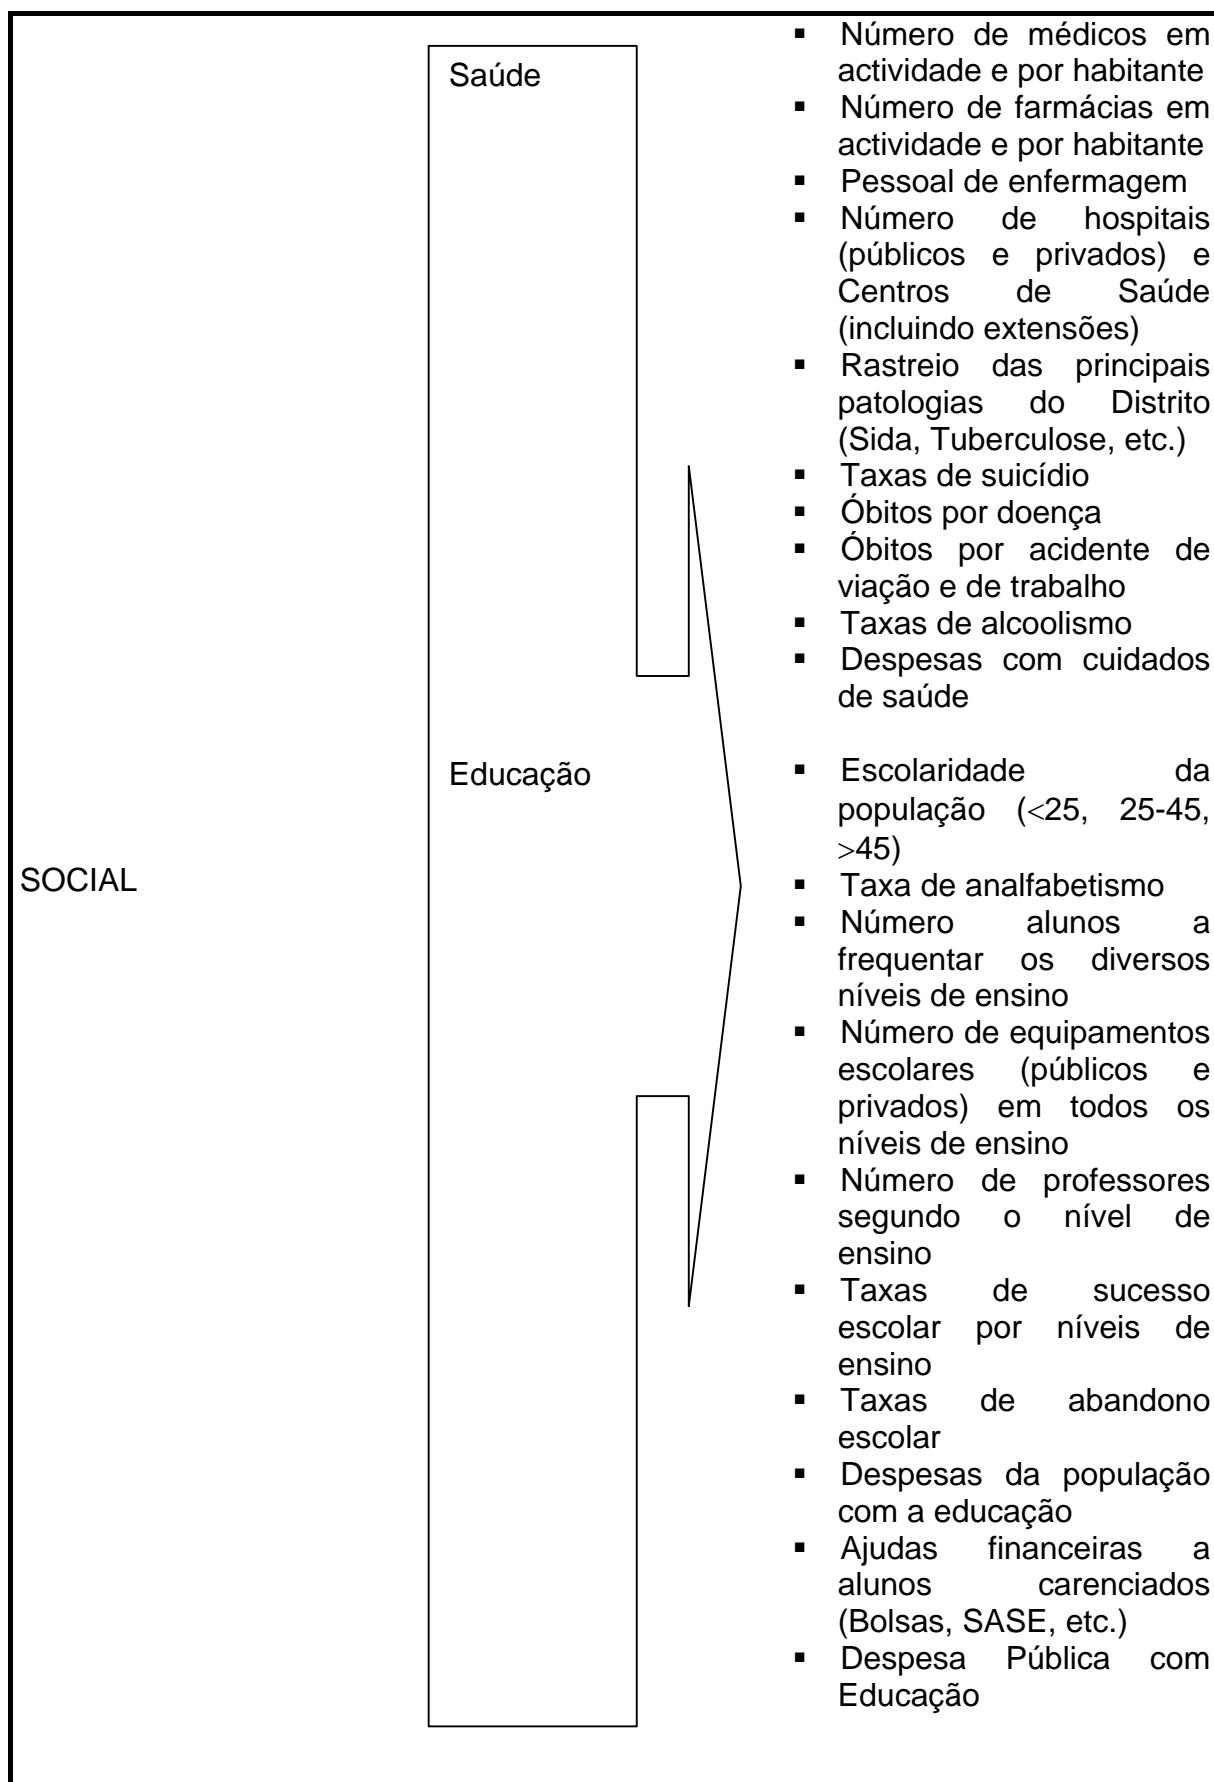 SOCIAL
Saúde
▪ Número de médicos em
actividade e por habitante
▪ Número de farmácias em
actividade e por habitante
▪ Pessoal de enfermagem
▪ Número de hospitais
(públicos e privados) e
Centros de Saúde
(incluindo extensões)
▪ Rastreio das principais
patologias do Distrito
(Sida, Tuberculose, etc.)
▪ Taxas de suicídio
▪ Óbitos por doença
▪ Óbitos por acidente de
viação e de trabalho
▪ Taxas de alcoolismo
▪ Despesas com cuidados
de saúde
Educação
▪ Escolaridade da
população (<25, 25-45,
>45)
▪ Taxa de analfabetismo
▪ Número alunos a
frequentar os diversos
níveis de ensino
▪ Número de equipamentos
escolares (públicos e
privados) em todos os
níveis de ensino
▪ Número de professores
segundo o nível de
ensino
▪ Taxas de sucesso
escolar por níveis de
ensino
▪ Taxas de abandono
escolar
▪ Despesas da população
com a educação
▪ Ajudas financeiras a
alunos carenciados
(Bolsas, SASE, etc.)
▪ Despesa Pública com
Educação